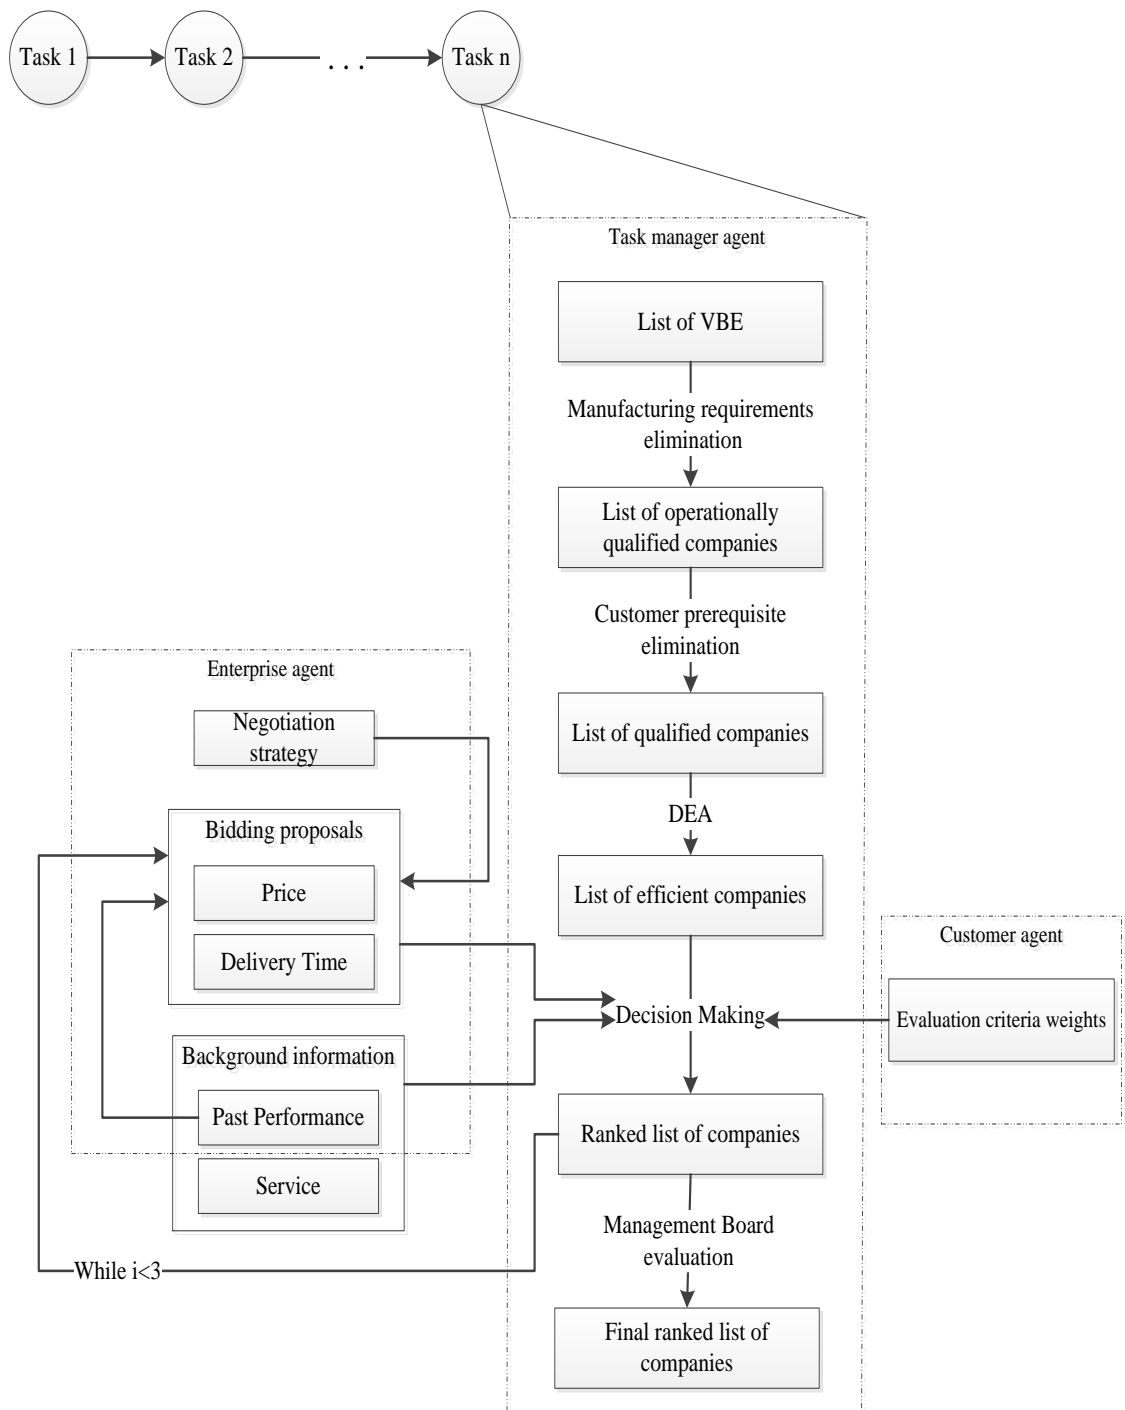 Task 1
Task 2
. . .
Task n
Task manager agent
List of VBE
Manufacturing requirements
elimination
List of operationally
qualified companies
Customer prerequisite
elimination
List of qualified companies
DEA
List of efficient companies
Decision Making
Ranked list of companies
Management Board
evaluation
Final ranked list of
companies
Enterprise agent
Negotiation
strategy
Bidding proposals
Price
Delivery Time
Background information
Past Performance
Service
While i<3
Customer agent
Evaluation criteria weights